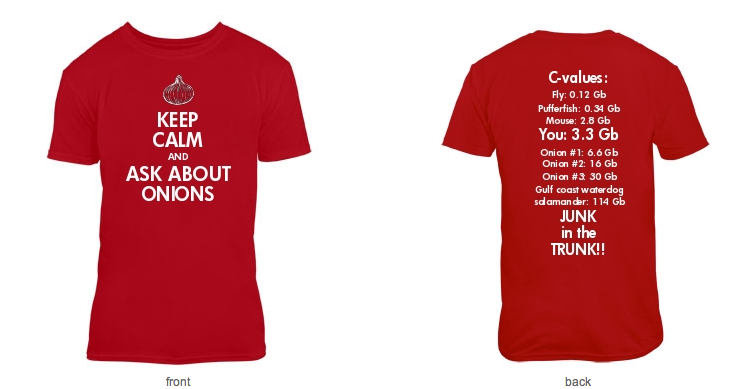 KEEP
CALM
AND
ASK ABOUT
ONIONS
front
C-values:
Fly: 0.12 Gb
Pufferfish: 0.34 Gb
Mouse: 2.8 Gb
You: 3.3 Gb
Onion #1: 6.6 Gb
Onion #2: 16 Gb
Onion #3: 30 Gb
Gulf coast waterdog
salamander: 114 Gb
JUNK
in the
TRUNK!!
back